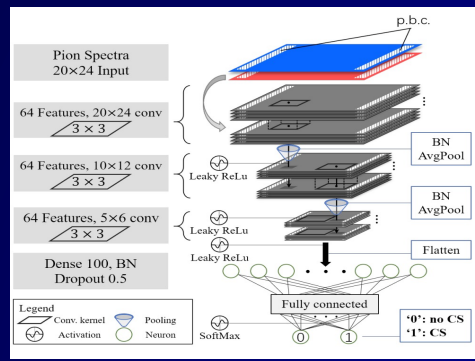 p.b.c.
Pion Spectra
20×24 Input
64 Features, 20×24 conv
3 × 3
BN
AvgPool
64 Features, 10×12 conv
3 × 3
Leaky ReLu
BN
AvgPool
64 Features, 5×6 conv
3 × 3
Leaky ReLu
Leaky ReLu
Flatten
Dense 100, BN
Dropout 0.5
Fully connected
Legend
Conv. kernel
Pooling
Activation
Neuron
SoftMax
0
1
‘0’: no CS
‘1’: CS